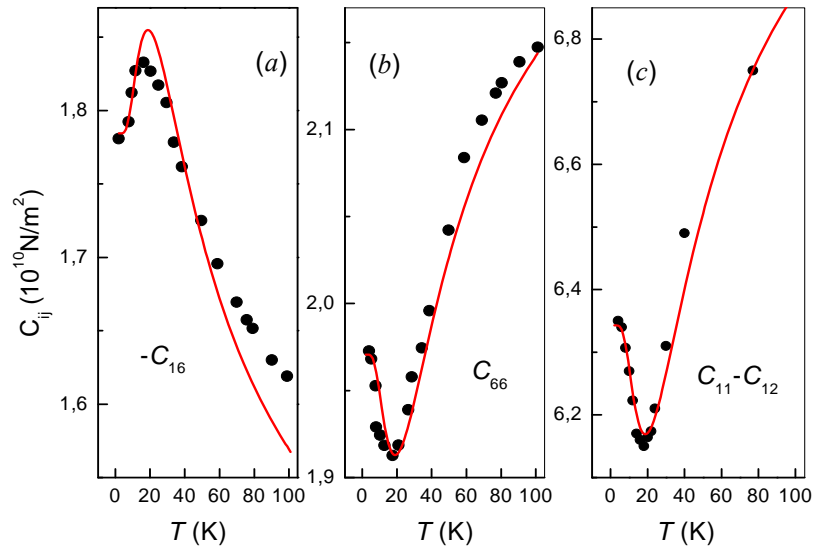 (a)
(b)
(c)
C_ij (10^10 N/m^2)
1,8
1,7
1,6
2,1
2,0
1,9
6,8
6,6
6,4
6,2
-C_16
C_66
C_11-C_12
0 20 40 60 80 100
0 20 40 60 80 100
0 20 40 60 80 100
T (K)
T (K)
T (K)